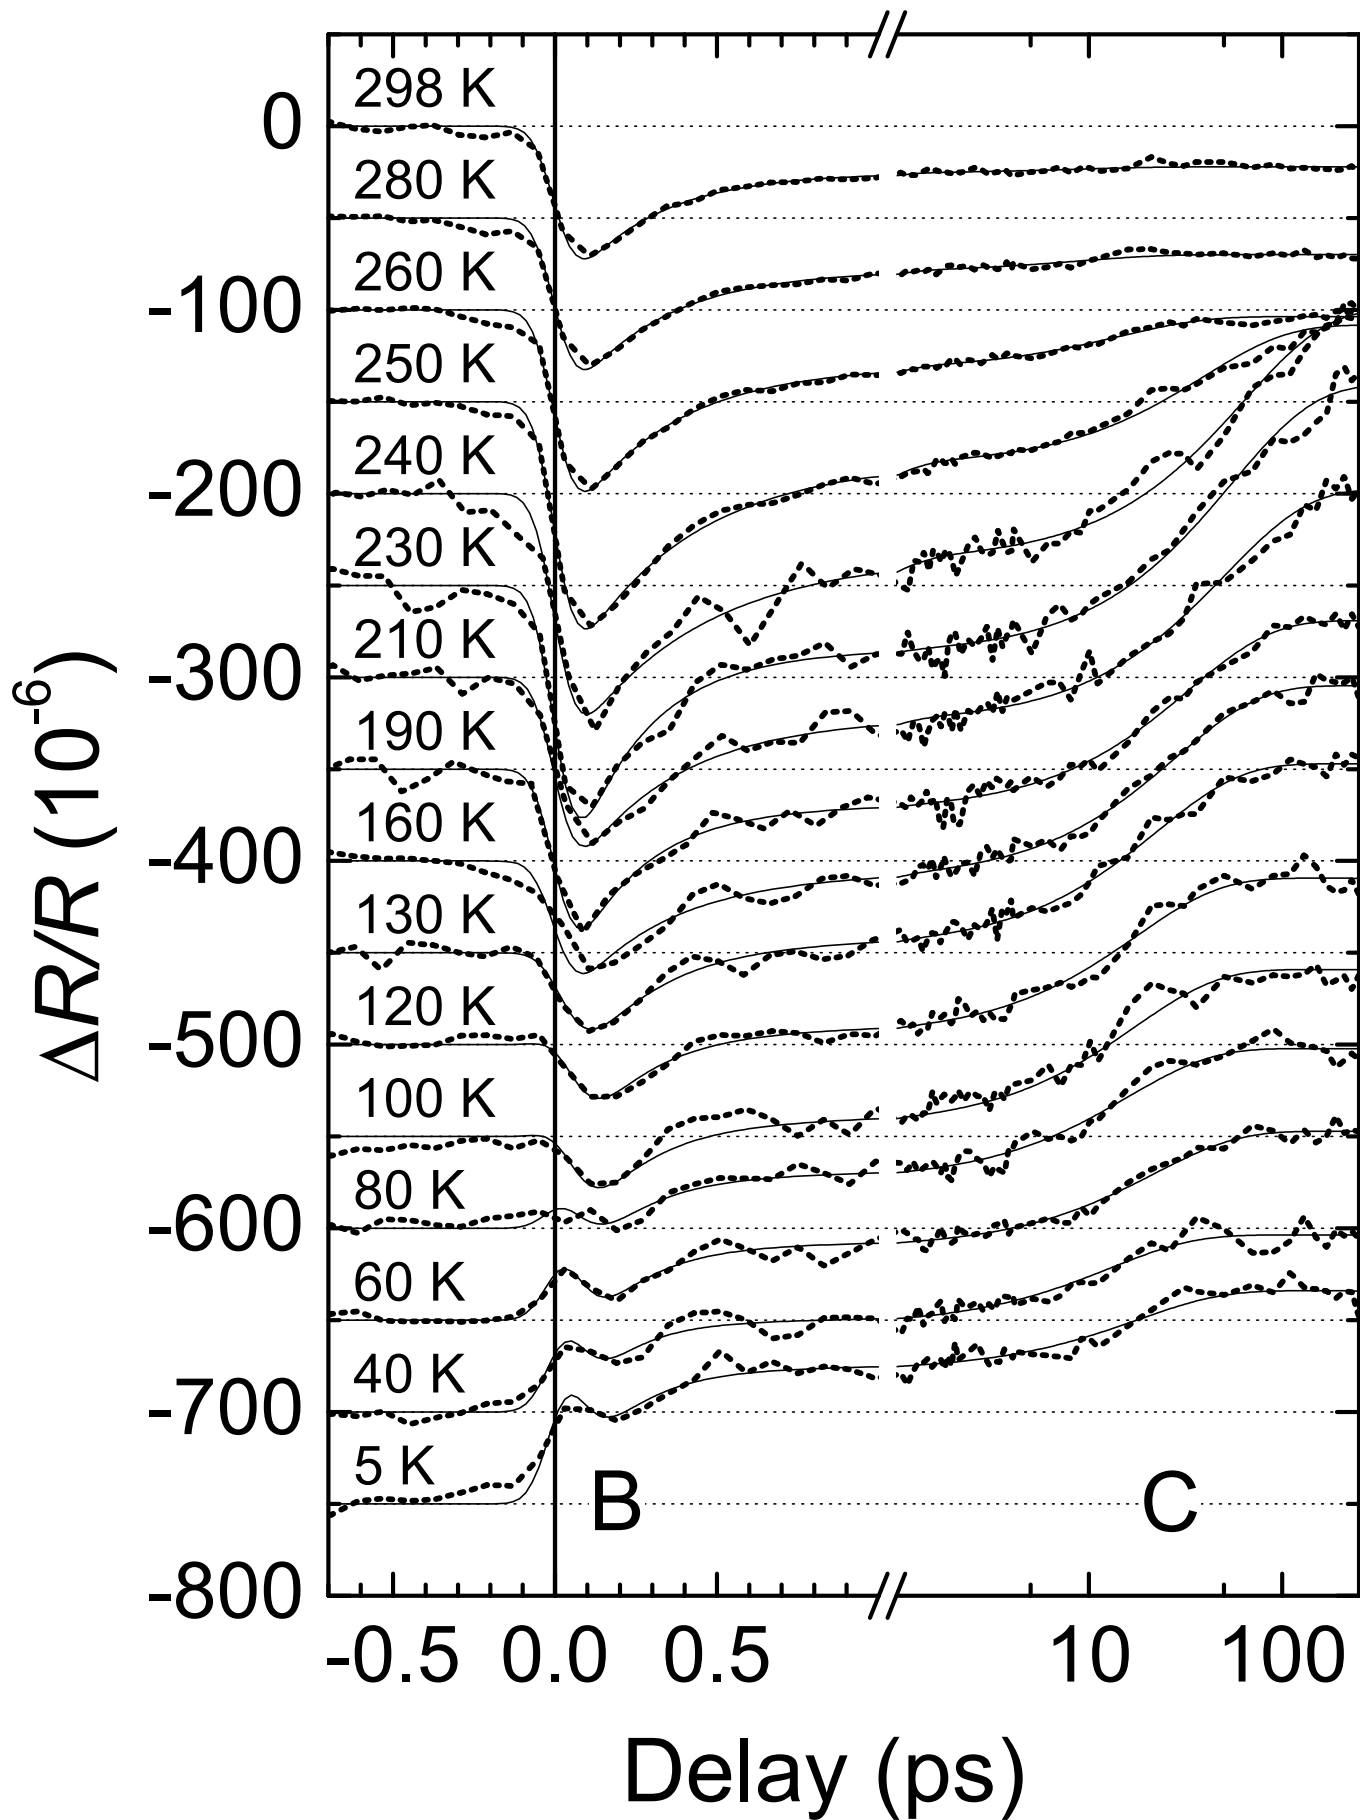 298 K
0
280 K
260 K
-100
250 K
240 K
-200
230 K
210 K
-300
190 K
160 K
-400
130 K
120 K
-500
100 K
80 K
-600
60 K
40 K
-700
5 K
B C
-800
ΔR/R (10⁻⁶)
-0.5 0.0 0.5 10 100
Delay (ps)